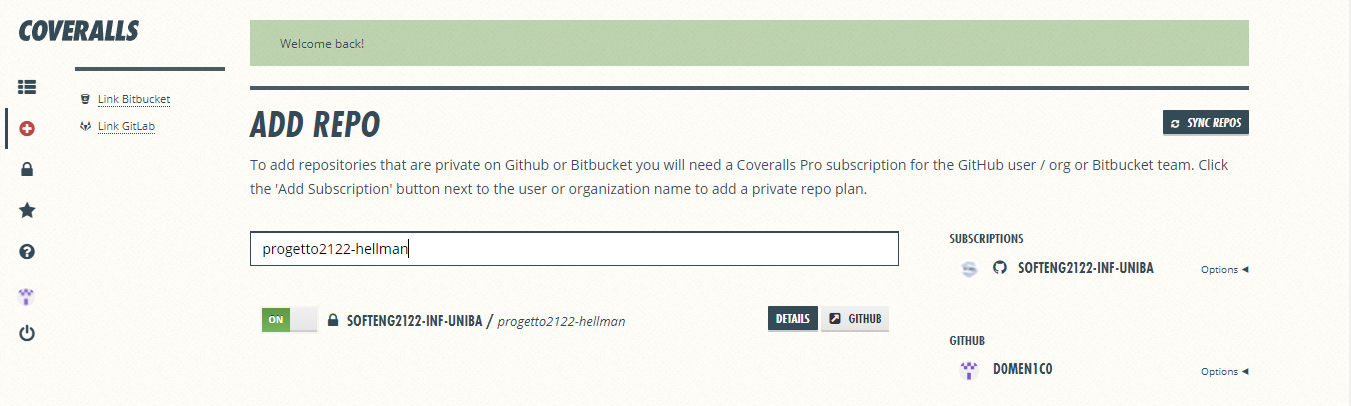 COVERALLS
Welcome back!
Link Bitbucket
Link GitLab
ADD REPO
SYNC REPOS
To add repositories that are private on Github or Bitbucket you will need a Coveralls Pro subscription for the GitHub user / org or Bitbucket team. Click
the 'Add Subscription' button next to the user or organization name to add a private repo plan.
progetto2122-hellman
SUBSCRIPTIONS
SOFTENG2122-INF-UNIBA
Options
ON
SOFTENG2122-INF-UNIBA / progetto2122-hellman
DETAILS
GITHUB
GITHUB
D0MEN1C0
Options